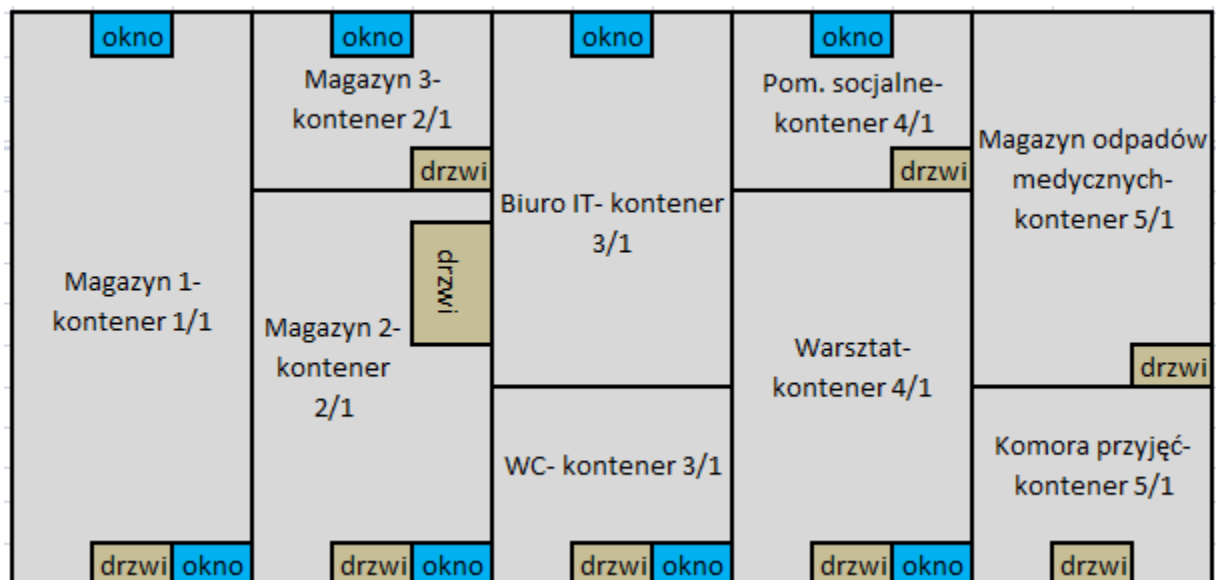 okno
okno
okno
okno
Magazyn 3-
kontener 2/1
drzwi
Pom. socjalne-
kontener 4/1
drzwi
Magazyn odpadów
medycznych-
kontener 5/1
drzwi
Biuro IT- kontener
3/1
Magazyn 1-
kontener 1/1
drzwi
Magazyn 2-
kontener
2/1
Warsztat-
kontener 4/1
WC- kontener 3/1
Komora przyjęć-
kontener 5/1
drzwi okno
drzwi okno
drzwi okno
drzwi okno
drzwi